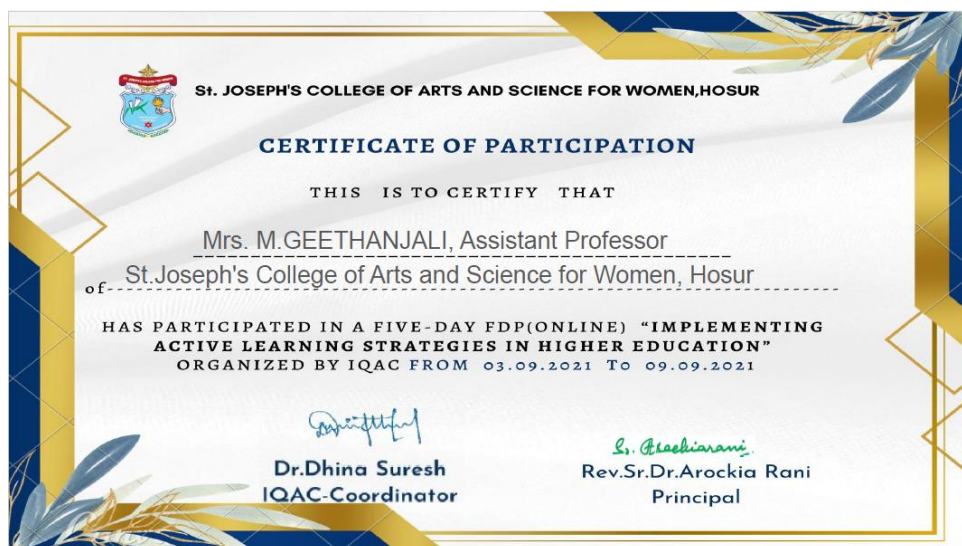 St. JOSEPH'S COLLEGE OF ARTS AND SCIENCE FOR WOMEN,HOSUR
CERTIFICATE OF PARTICIPATION
THIS IS TO CERTIFY THAT
Mrs. M.GEETHANJALI, Assistant Professor
of St.Joseph's College of Arts and Science for Women, Hosur
HAS PARTICIPATED IN A FIVE-DAY FDP(ONLINE) “IMPLEMENTING
ACTIVE LEARNING STRATEGIES IN HIGHER EDUCATION”
ORGANIZED BY IQAC FROM 03.09.2021 To 09.09.2021
Dr.Dhina Suresh
IQAC-Coordinator
Rev.Sr.Dr.Arockia Rani
Principal